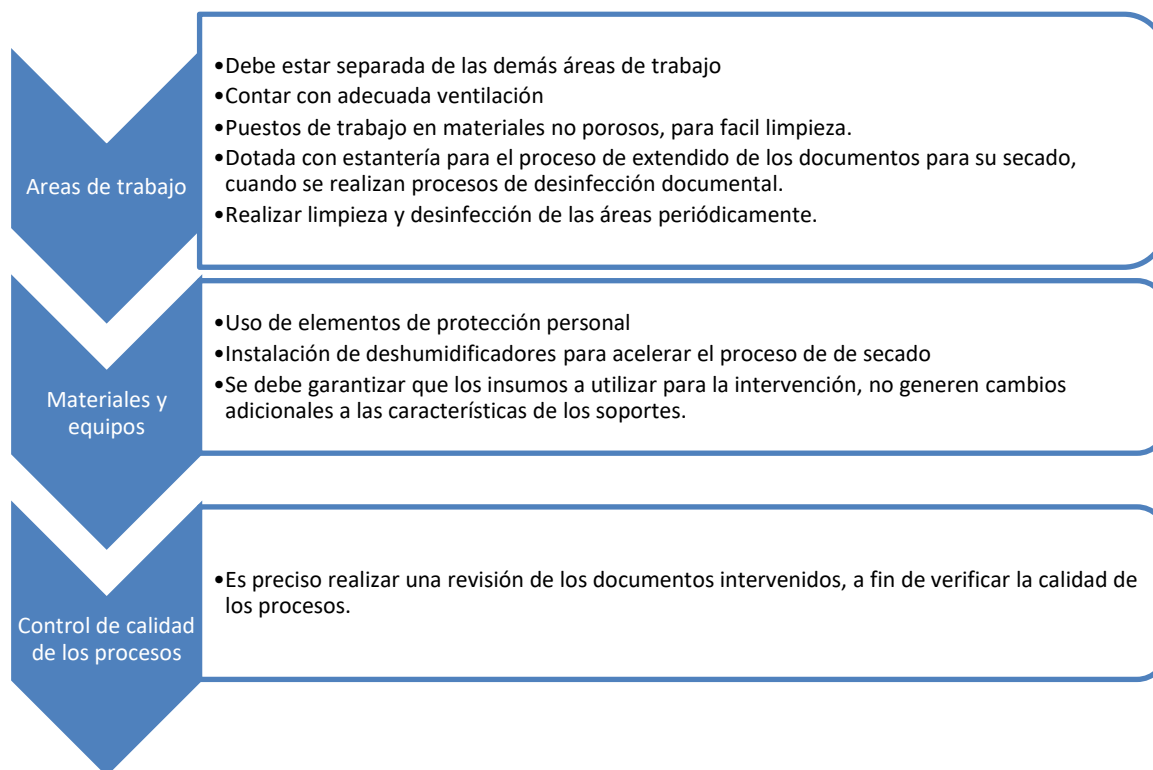 Areas de trabajo
•Debe estar separada de las demás áreas de trabajo
•Contar con adecuada ventilación
•Puestos de trabajo en materiales no porosos, para facil limpieza.
•Dotada con estantería para el proceso de extendido de los documentos para su secado,
cuando se realizan procesos de desinfección documental.
•Realizar limpieza y desinfección de las áreas periódicamente.
Materiales y
equipos
•Uso de elementos de protección personal
•Instalación de deshumidificadores para acelerar el proceso de de secado
•Se debe garantizar que los insumos a utilizar para la intervención, no generen cambios
adicionales a las características de los soportes.
Control de calidad
de los procesos
•Es preciso realizar una revisión de los documentos intervenidos, a fin de verificar la calidad de
los procesos.